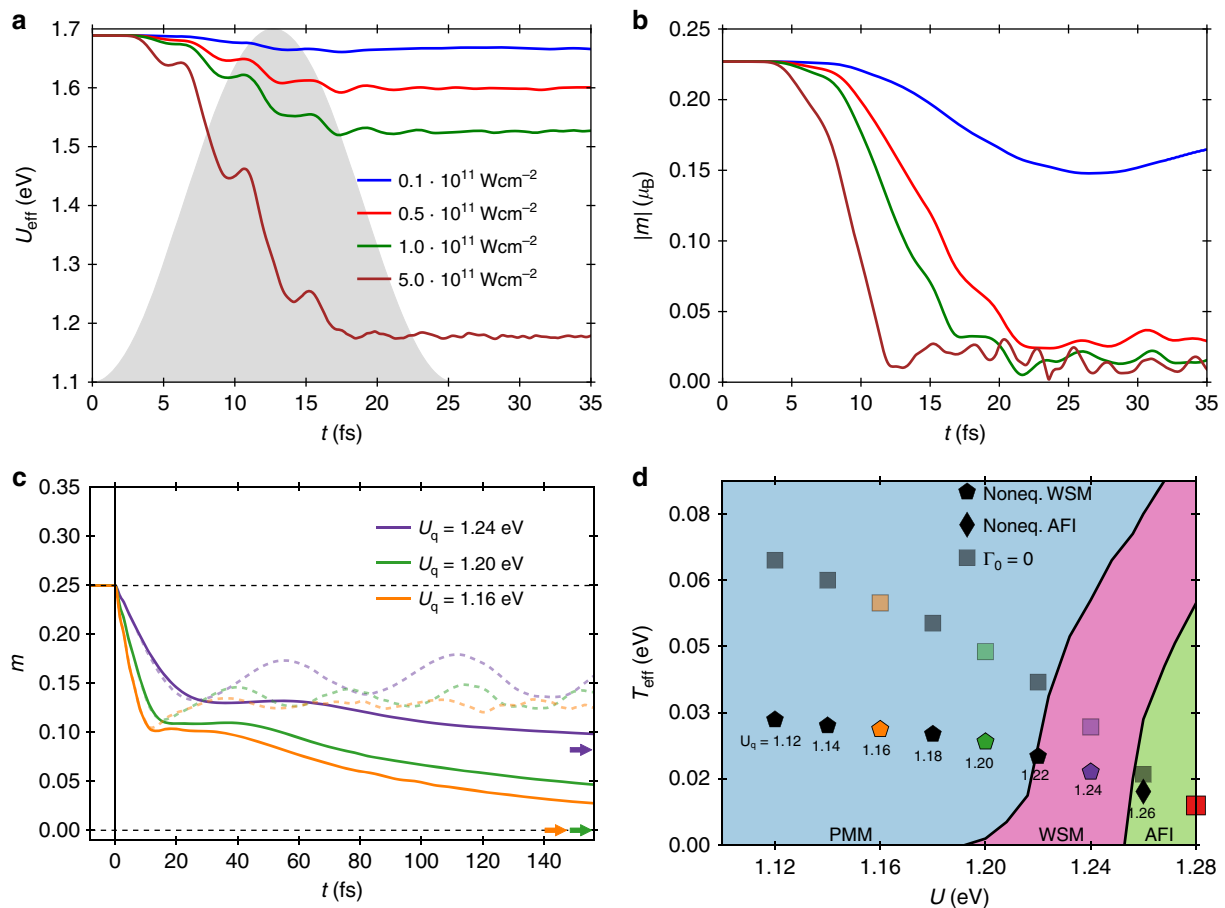 a
1.7
1.6
1.5
1.4
1.3
1.2
1.1
U_eff (eV)
0.1 · 10^11 Wcm^−2
0.5 · 10^11 Wcm^−2
1.0 · 10^11 Wcm^−2
5.0 · 10^11 Wcm^−2
0 5 10 15 20 25 30 35
t (fs)
b
0.25
0.20
0.15
0.10
0.05
0.00
|m| (μ_B)
0 5 10 15 20 25 30 35
t (fs)
c
0.35
0.30
0.25
0.20
0.15
0.10
0.05
0.00
m
U_q = 1.24 eV
U_q = 1.20 eV
U_q = 1.16 eV
0 20 40 60 80 100 120 140
t (fs)
d
0.08
0.06
0.05
0.03
0.02
0.00
T_eff (eV)
Noneq. WSM
Noneq. AFI
Γ_0 = 0
U_q = 1.12
1.14
1.16
1.18
1.20
1.22
1.24
1.26
PMM WSM AFI
1.12 1.16 1.20 1.24 1.28
U (eV)